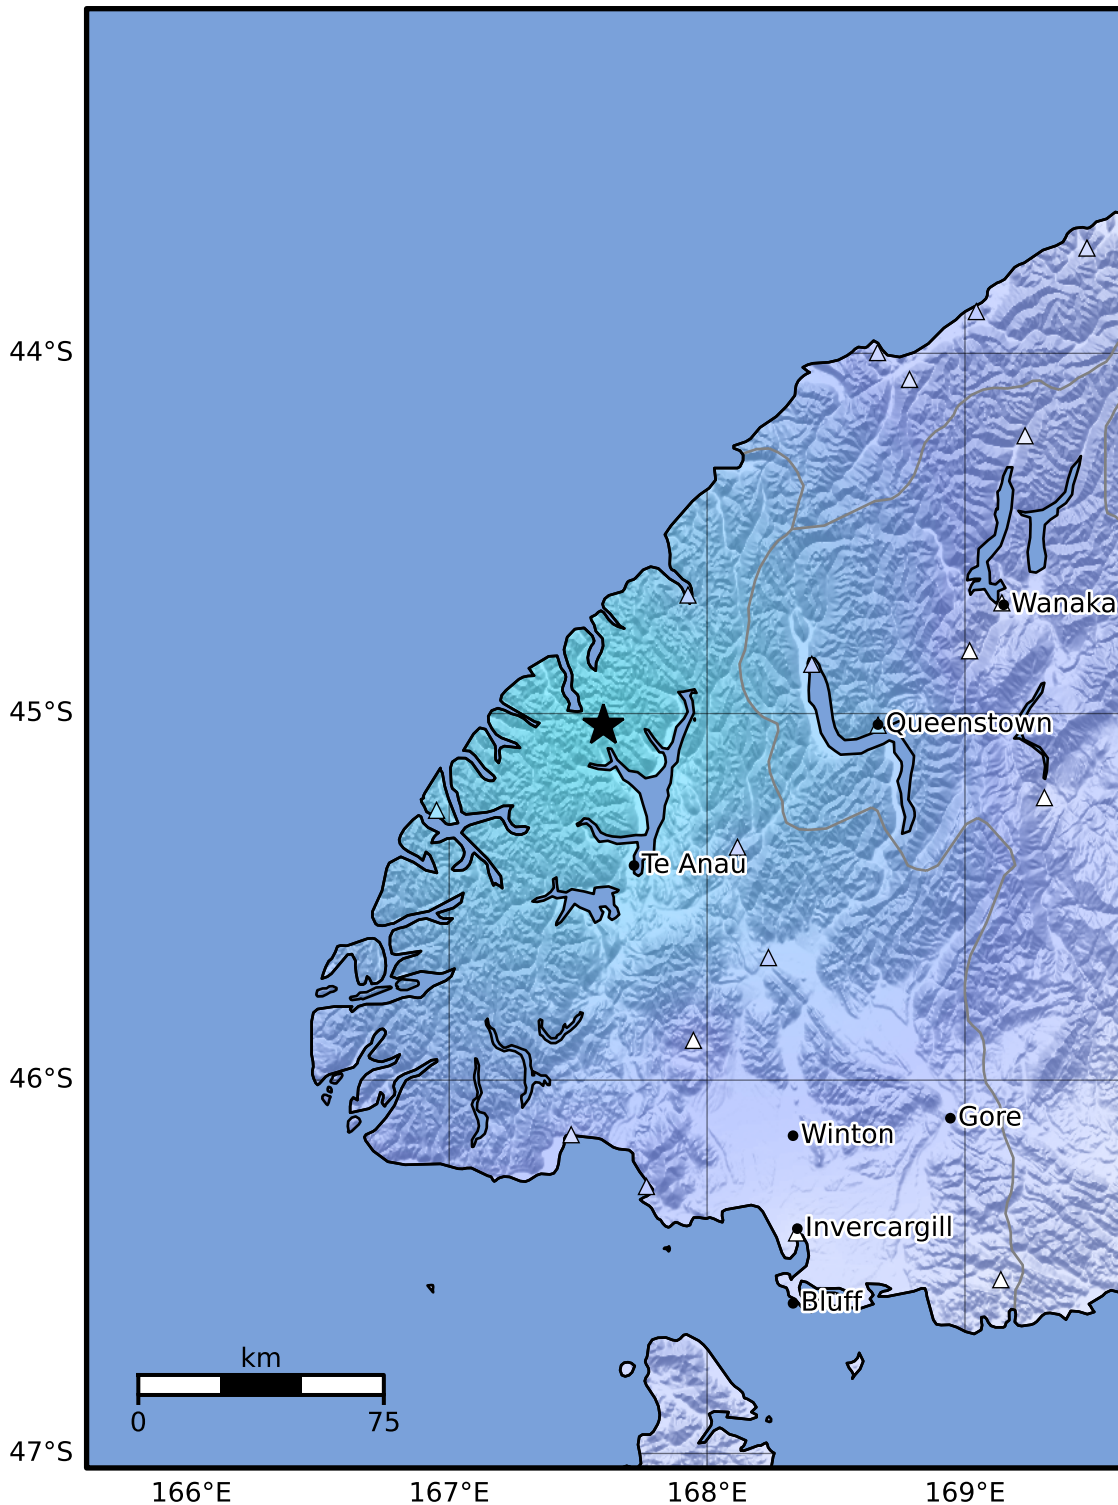 44°S
Wanaka
45°S
Queenstown
Te Anau
46°S
Gore
Winton
Invercargill
Bluff
km
0 75
47°S
166°E 167°E 168°E 169°E